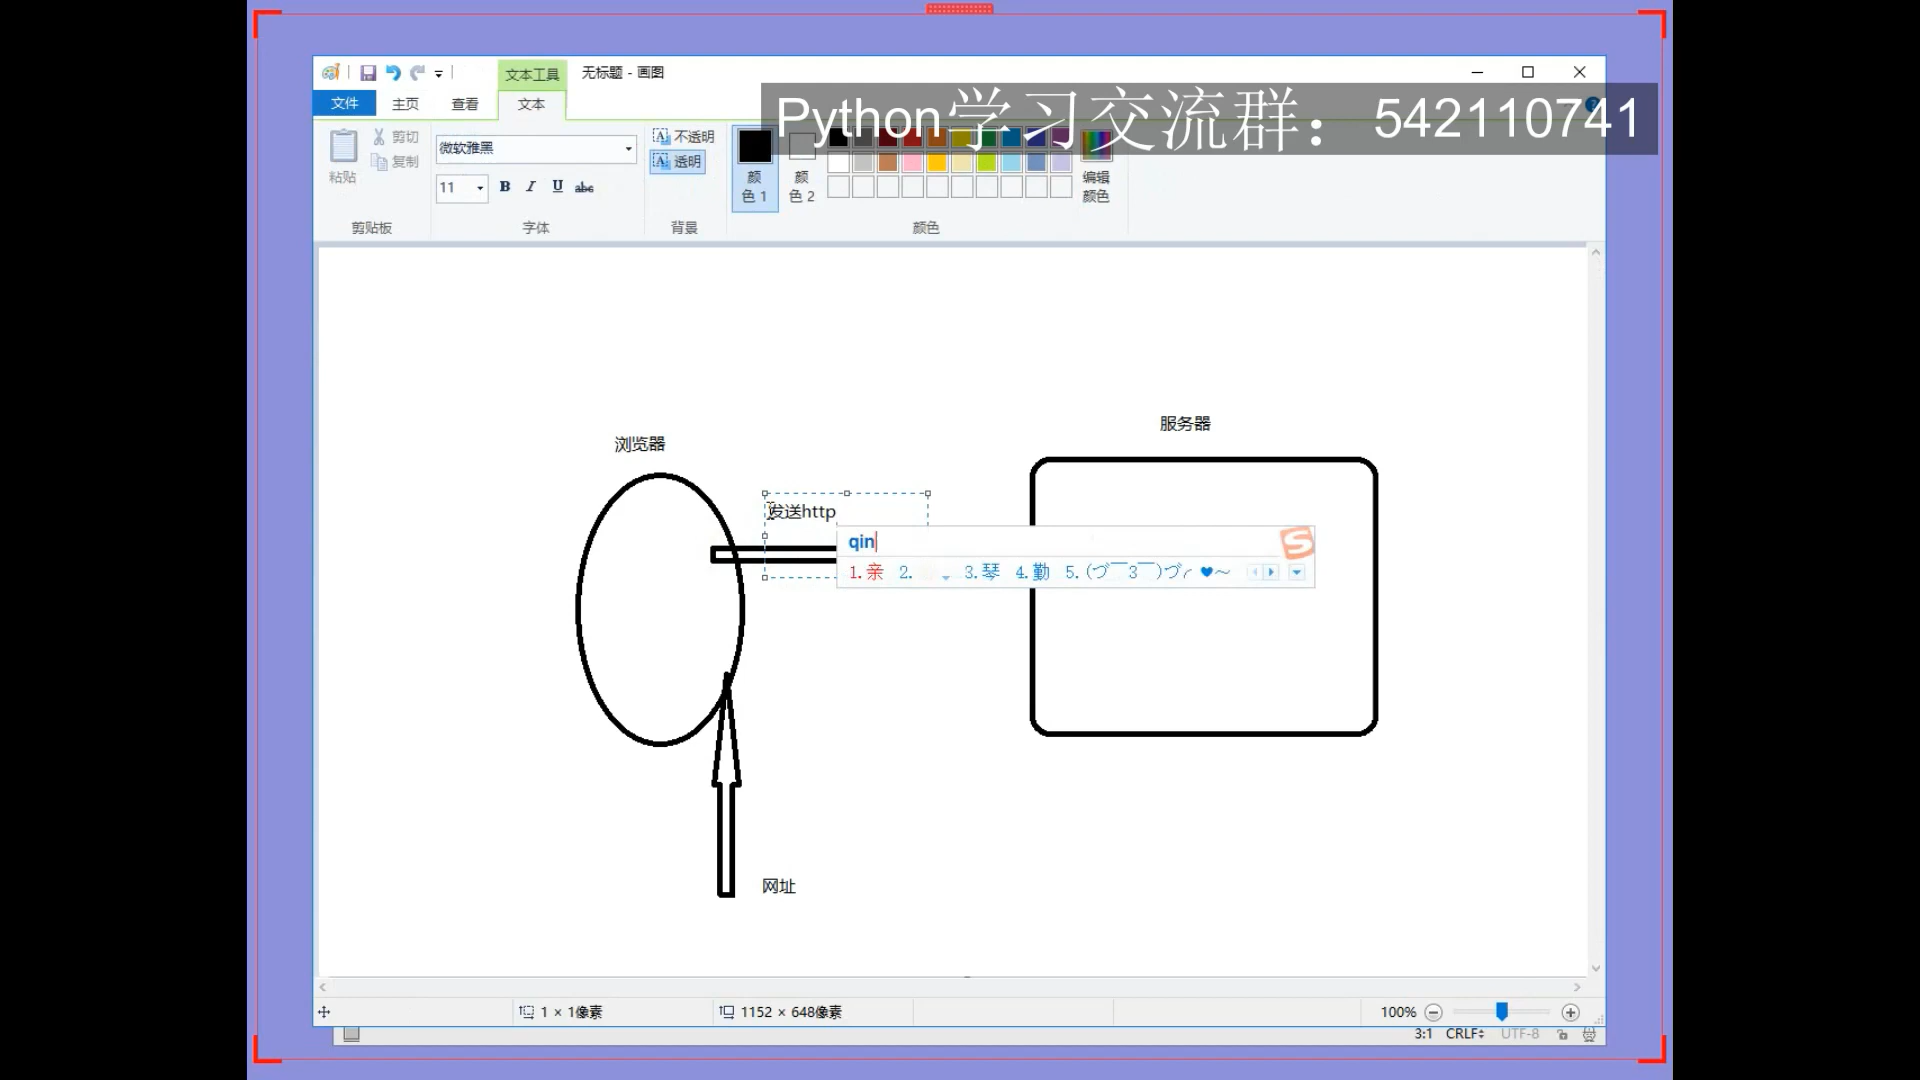 文本工具
无标题 - 画图
文件
主页
查看
文本
Python学习交流群：542110741
粘贴
剪切
复制
剪贴板
微软雅黑
11
B I U abc
字体
不透明
透明
背景
颜
色 1
颜
色 2
编辑
颜色
颜色
服务器
浏览器
发送http
qin
1.亲 2. 3.琴 4.勤 5.(づ￣3￣)づ╭❤～
网址
1 × 1像素
1152 × 648像素
100%
3:1 CRLF UTF-8